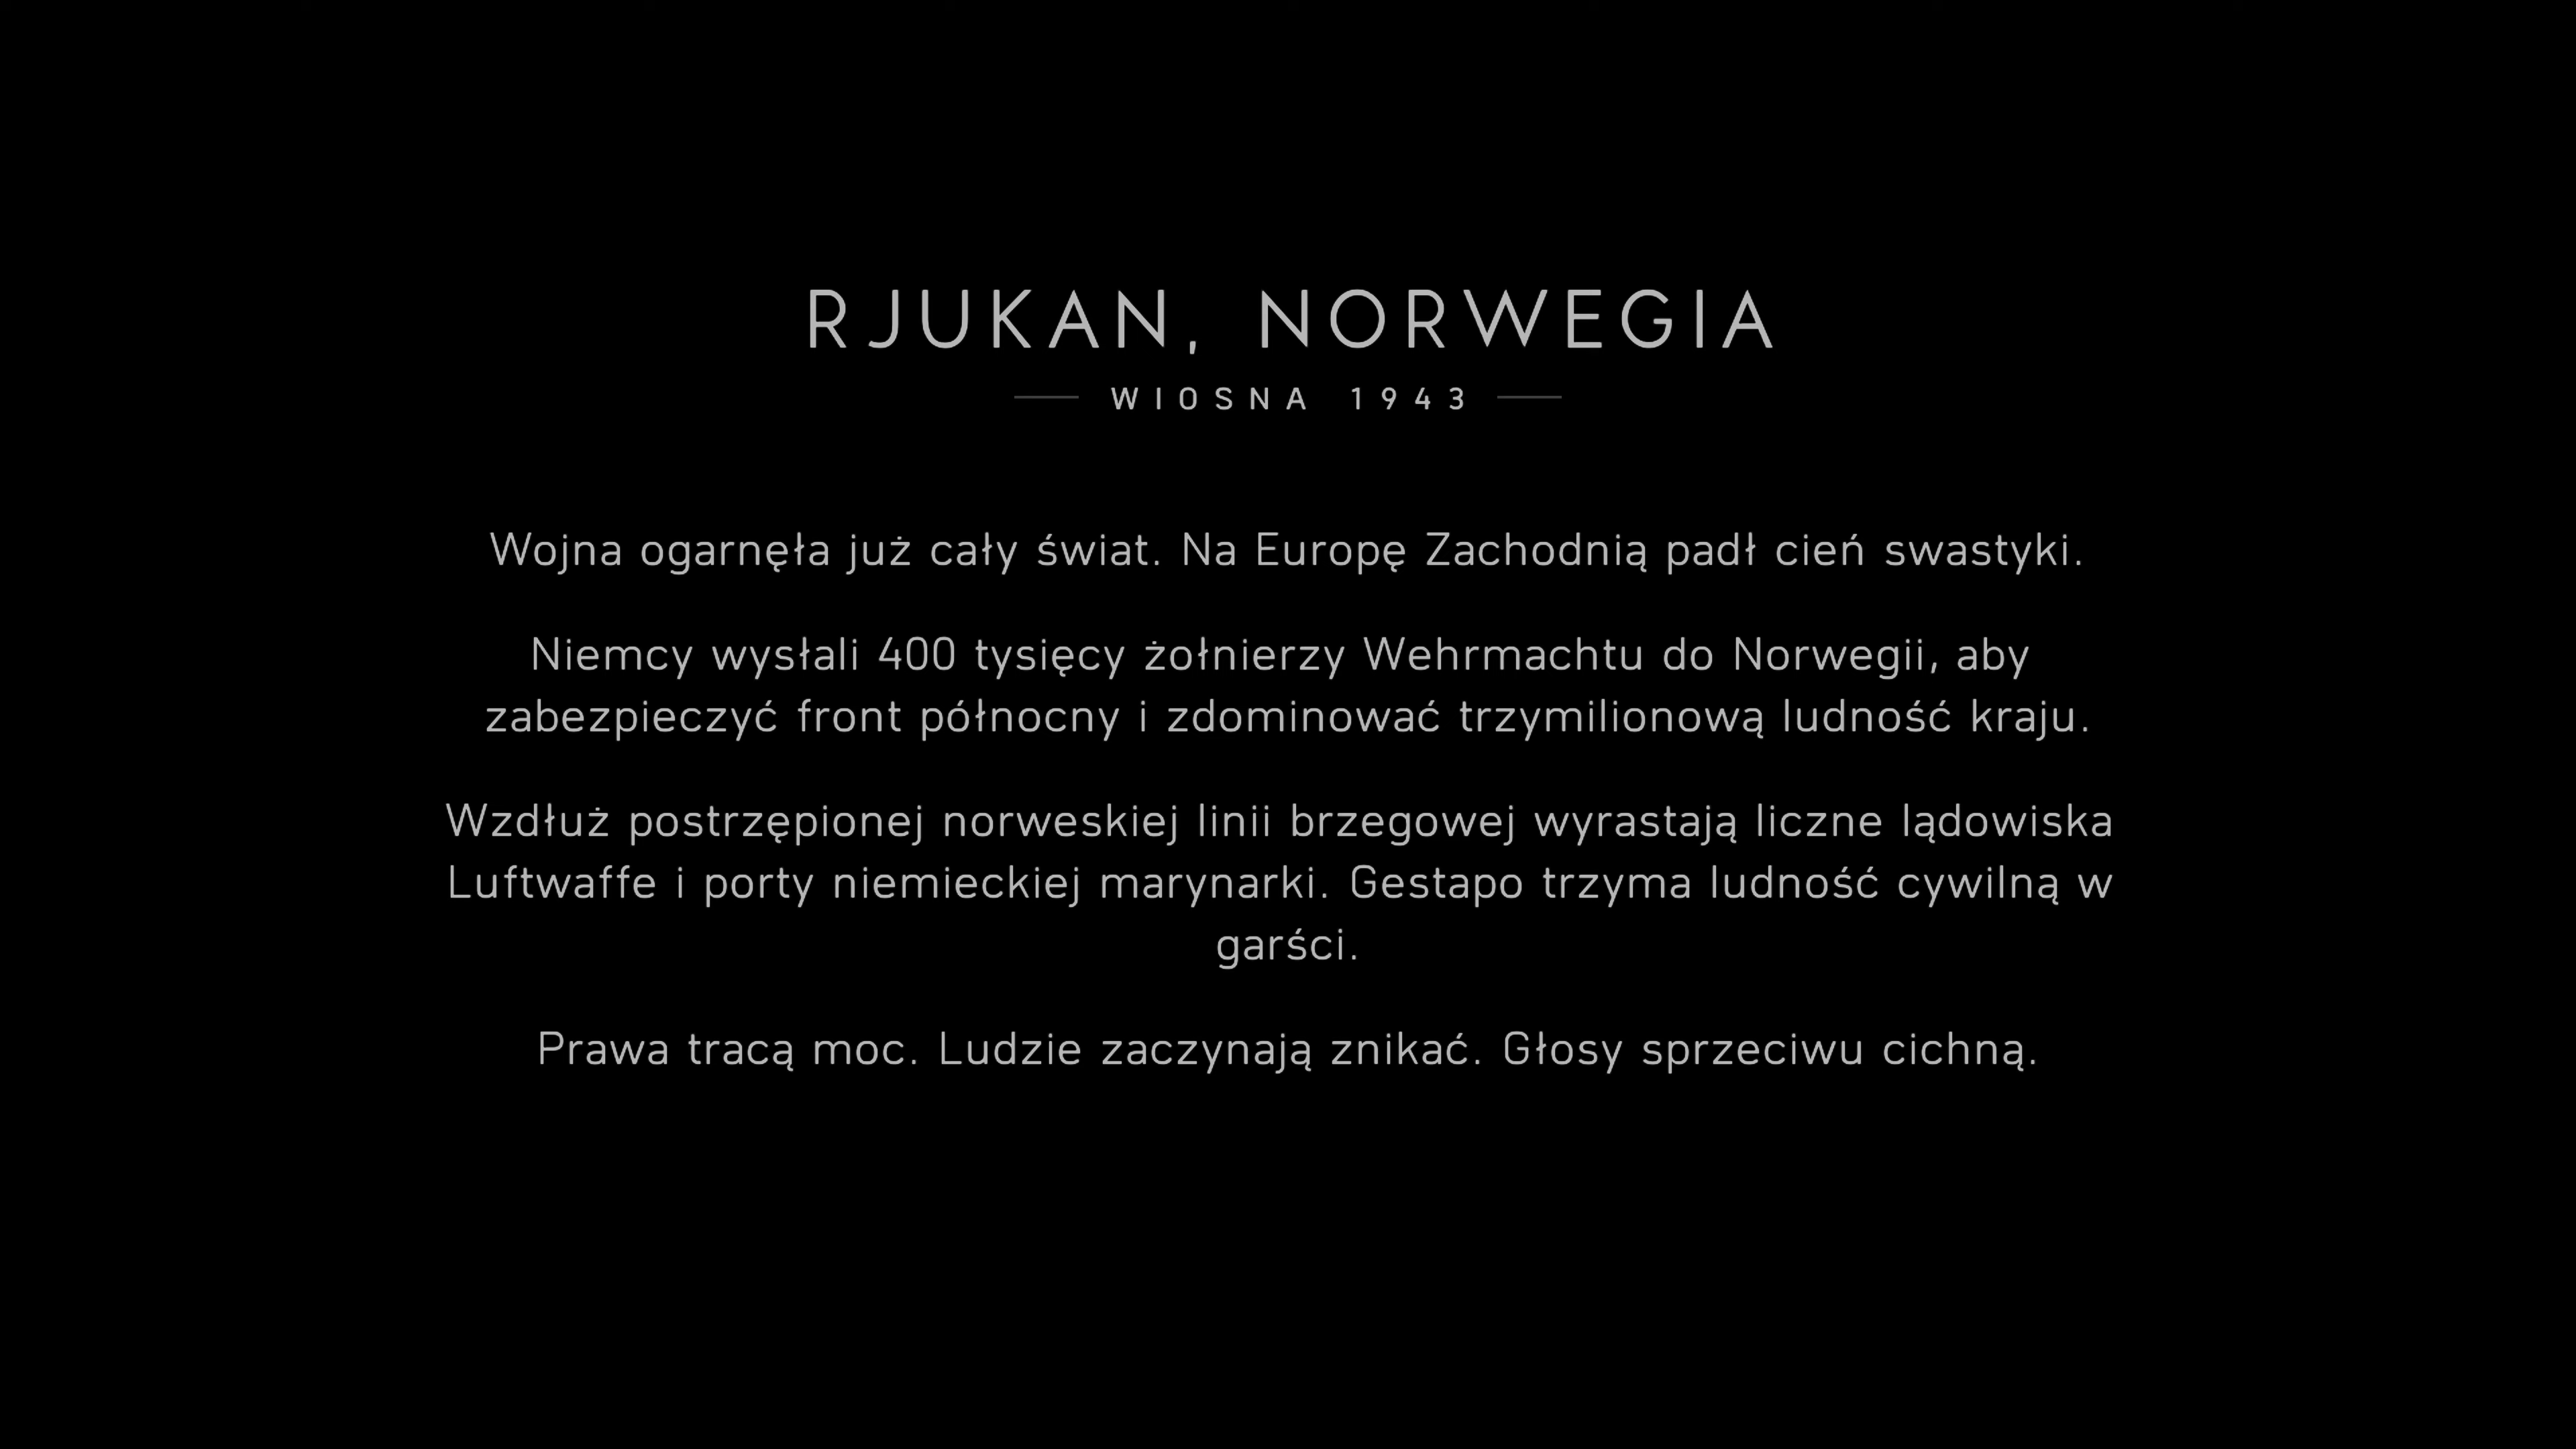 RJUKAN, NORWEGIA
WIOSNA 1943
Wojna ogarnęła już cały świat. Na Europę Zachodnią padł cień swastyki.
Niemcy wysłali 400 tysięcy żołnierzy Wehrmachtu do Norwegii, aby
zabezpieczyć front północny i zdominować trzymilionową ludność kraju.
Wzdłuż postrzępionej norweskiej linii brzegowej wyrastają liczne lądowiska
Luftwaffe i porty niemieckiej marynarki. Gestapo trzyma ludność cywilną w
garści.
Prawa tracą moc. Ludzie zaczynają znikać. Głosy sprzeciwu cichną.